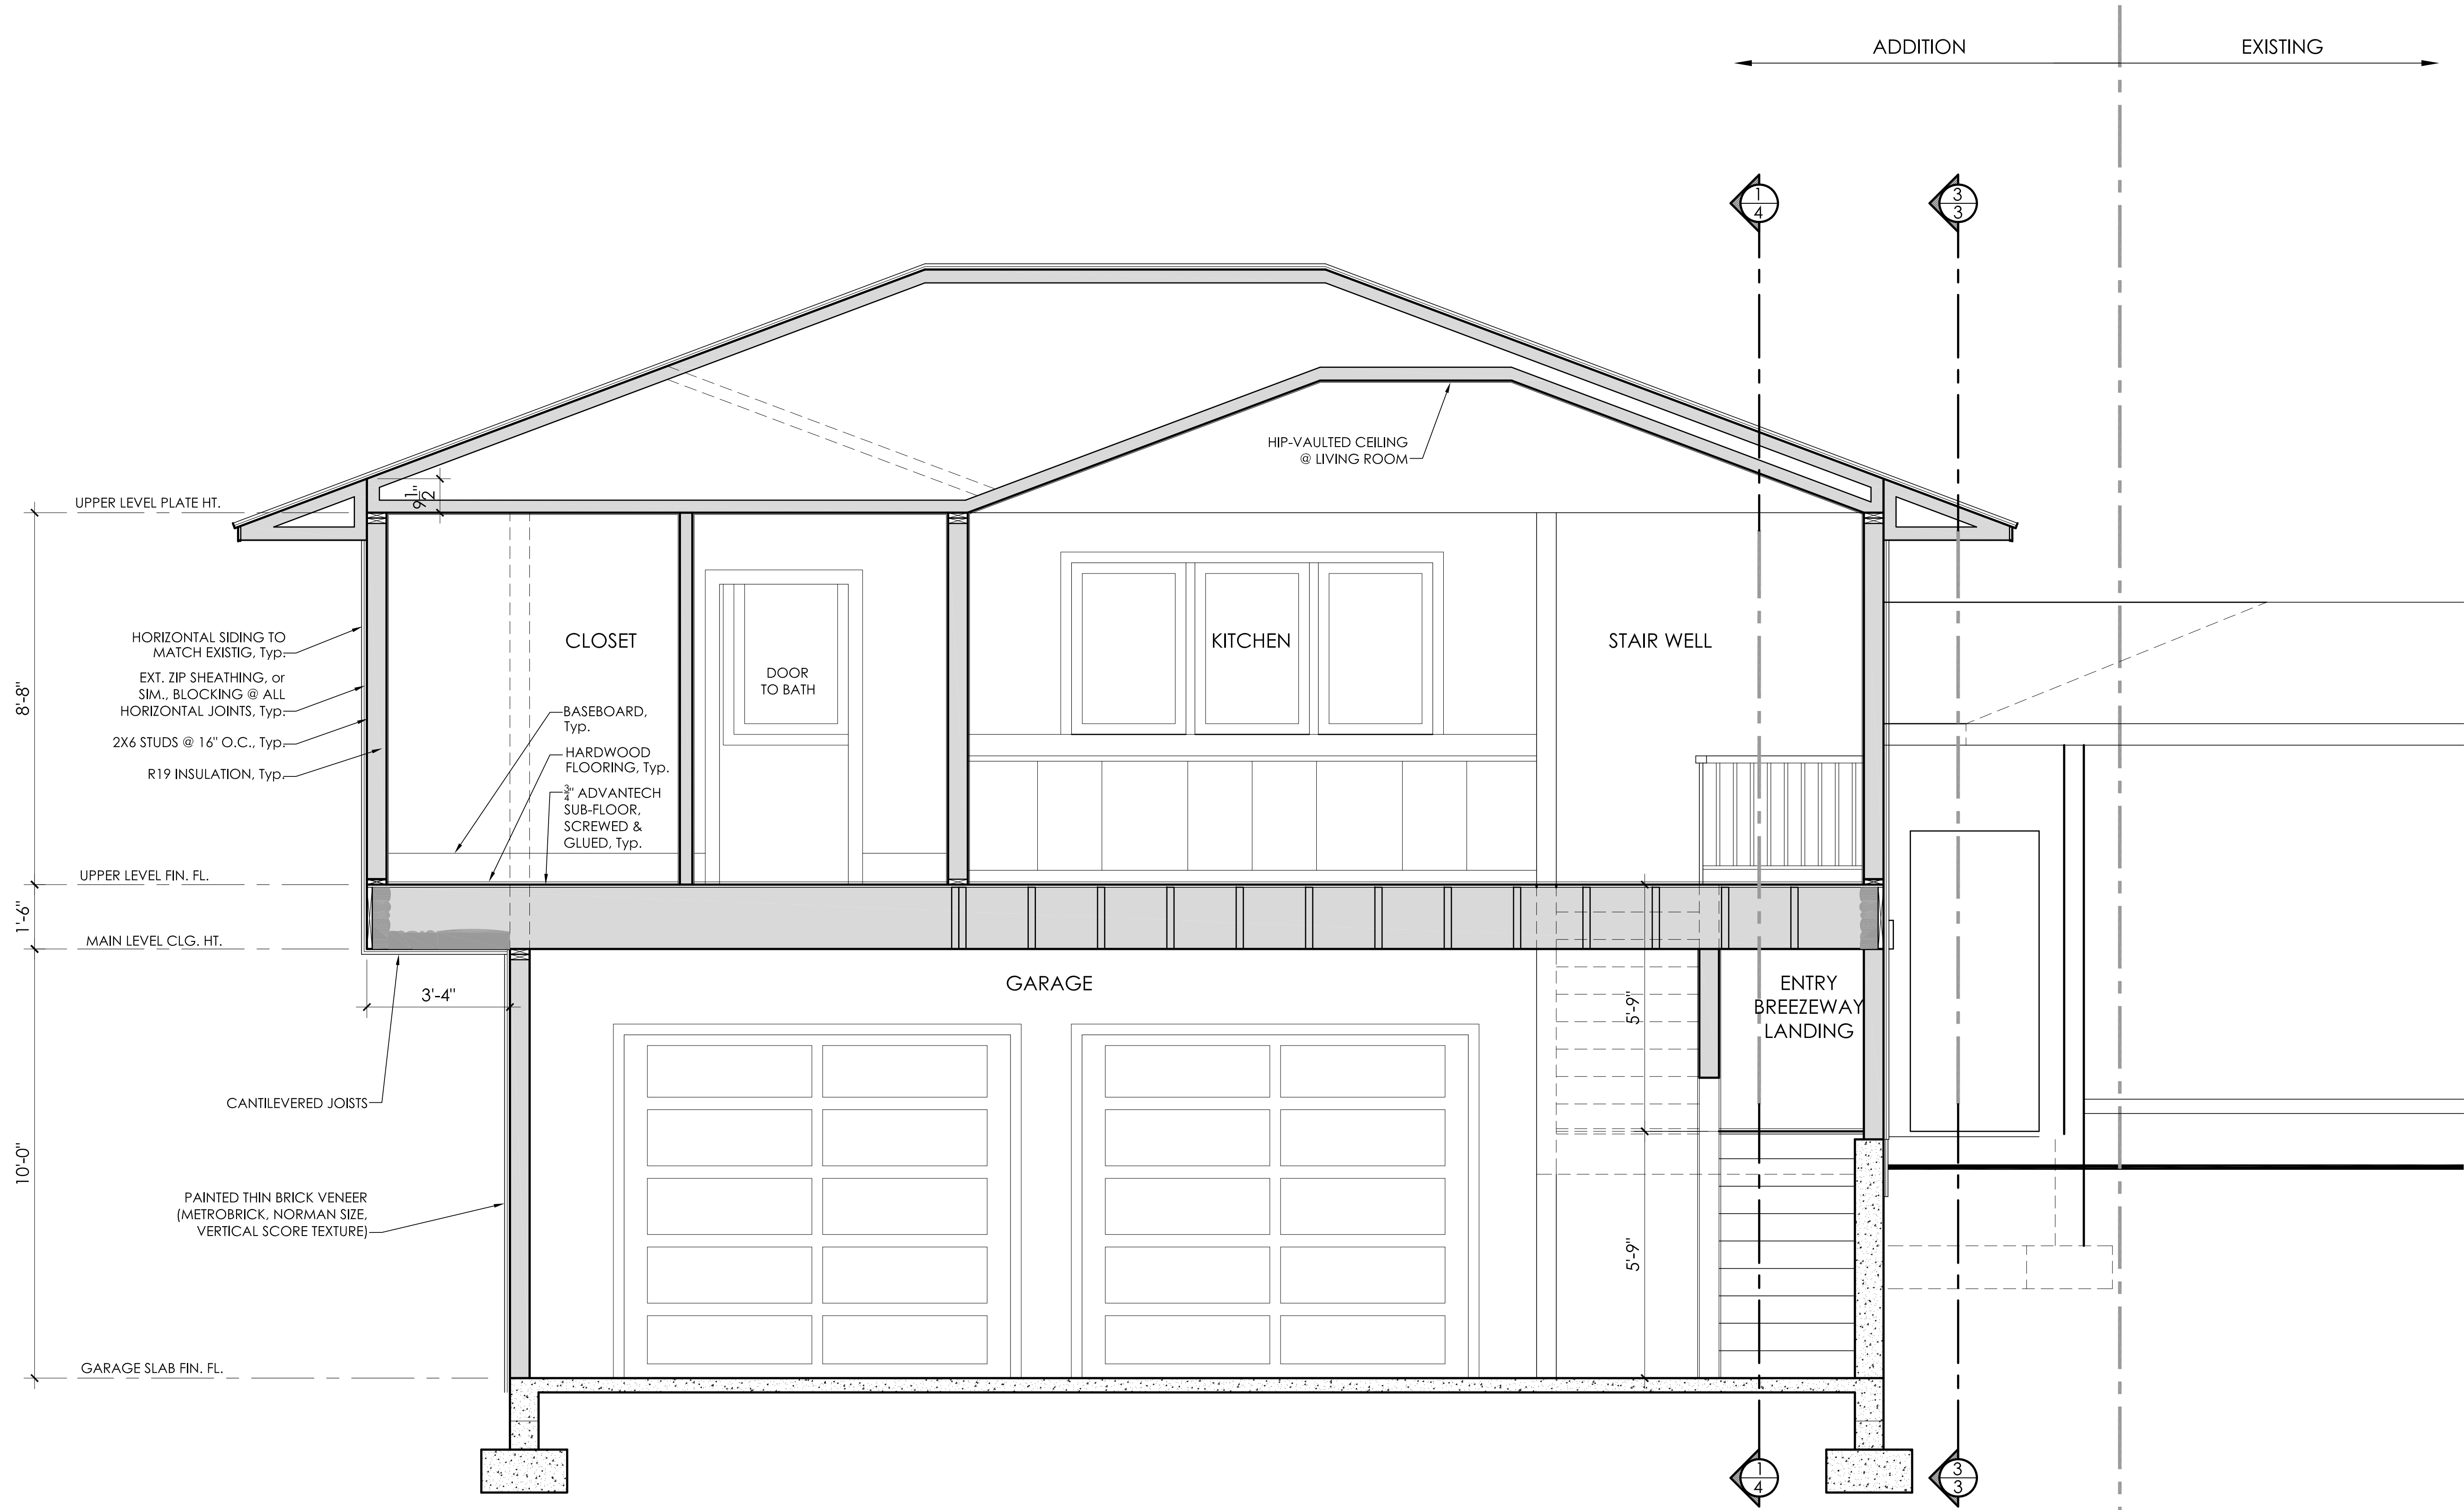 ADDITION
EXISTING
1
4
3
3
HIP-VAULTED CEILING
@ LIVING ROOM
9 1/2"
UPPER LEVEL PLATE HT.
HORIZONTAL SIDING TO
MATCH EXISTIG, Typ.
EXT. ZIP SHEATHING, or
SIM., BLOCKING @ ALL
HORIZONTAL JOINTS, Typ.
2X6 STUDS @ 16" O.C., Typ.
R19 INSULATION, Typ.
8'-8"
CLOSET
DOOR
TO BATH
KITCHEN
STAIR WELL
BASEBOARD,
Typ.
HARDWOOD
FLOORING, Typ.
3/4" ADVANTECH
SUB-FLOOR,
SCREWED &
GLUED, Typ.
UPPER LEVEL FIN. FL.
1'-6"
MAIN LEVEL CLG. HT.
3'-4"
GARAGE
5'-9"
ENTRY
BREEZEWAY
LANDING
CANTILEVERED JOISTS
10'-0"
PAINTED THIN BRICK VENEER
(METROBRICK, NORMAN SIZE,
VERTICAL SCORE TEXTURE)
5'-9"
GARAGE SLAB FIN. FL.
1
4
3
3